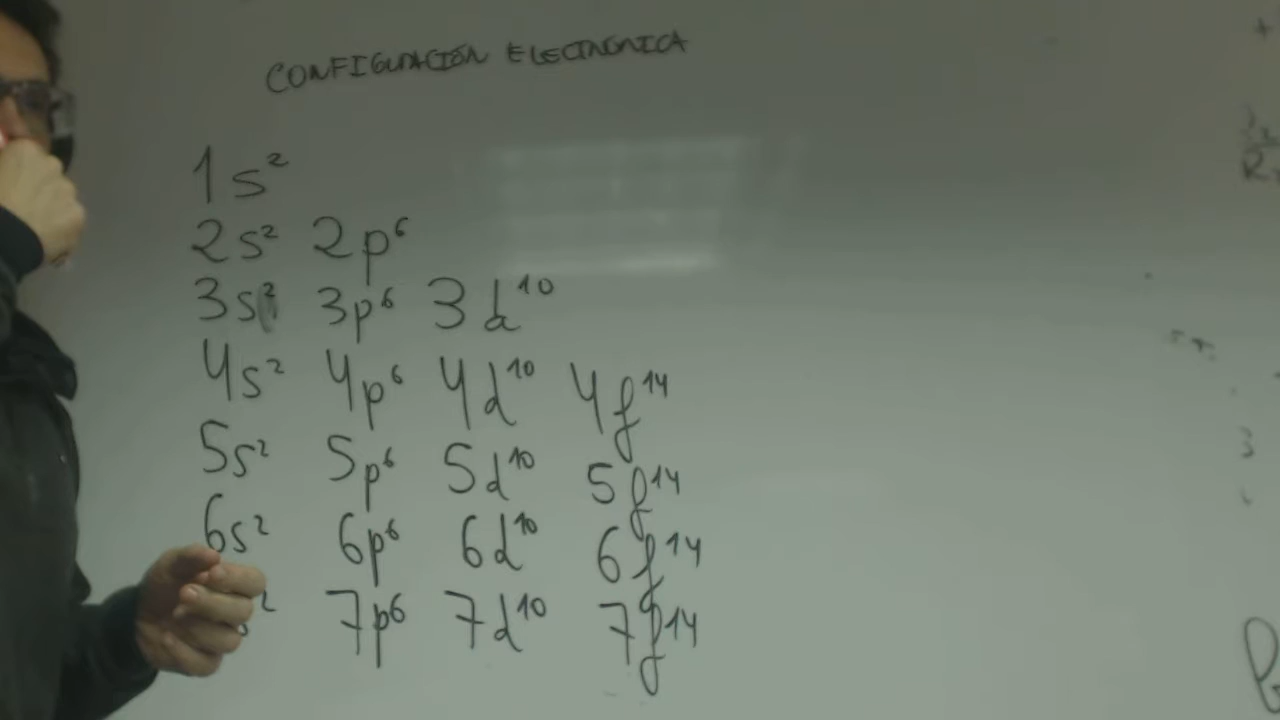 CONFIGURACIÓN ELECTRÓNICA
1s²
2s² 2p⁶
3s² 3p⁶ 3d¹⁰
4s² 4p⁶ 4d¹⁰ 4f¹⁴
5s² 5p⁶ 5d¹⁰ 5f¹⁴
6s² 6p⁶ 6d¹⁰ 6f¹⁴
7p⁶ 7d¹⁰ 7f¹⁴